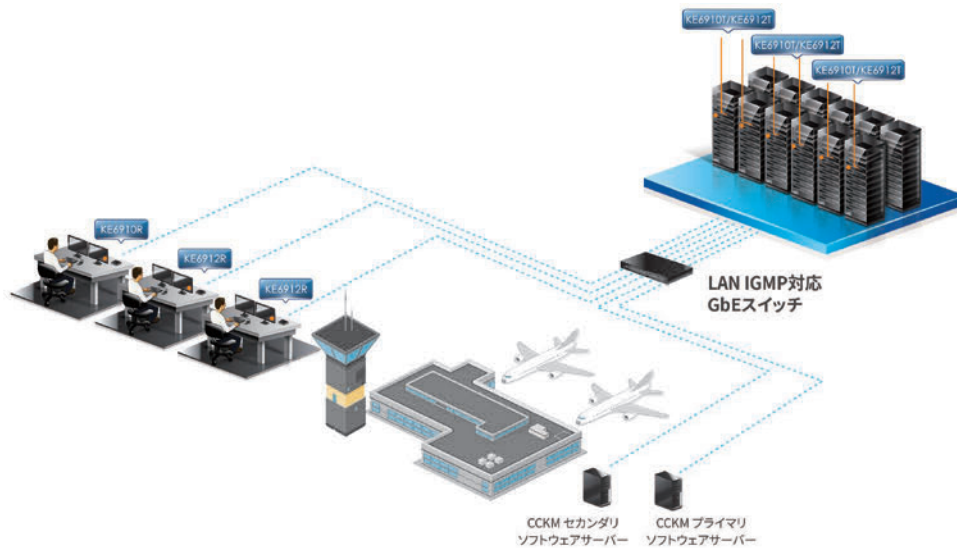 KE6910T/KE6912T
KE6910T/KE6912T
KE6910T/KE6912T
KE6910R
KE6912R
KE6912R
LAN IGMP対応
GbEスイッチ
CCKM セカンダリ
ソフトウェアサーバー
CCKM プライマリ
ソフトウェアサーバー